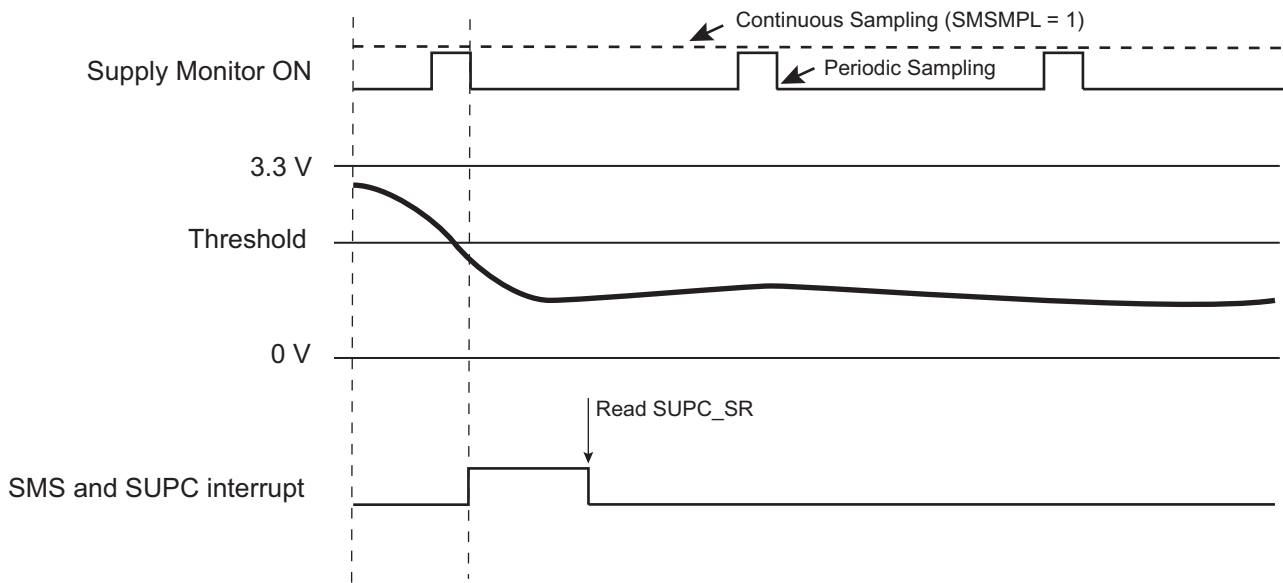 Continuous Sampling (SMSMPL = 1)
Supply Monitor ON
Periodic Sampling
3.3 V
Threshold
0 V
Read SUPC_SR
SMS and SUPC interrupt